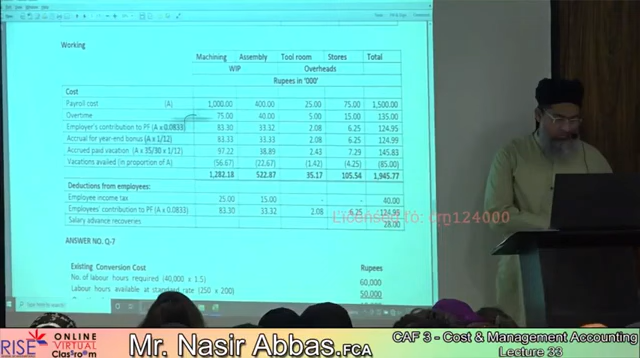 Working
Machining Assembly Tool room Stores Total
WIP Overheads
Rupees in '000'
Cost
Payroll cost (A) 1,000.00 400.00 25.00 75.00 1,500.00
Overtime 75.00 40.00 5.00 15.00 135.00
Employer's contribution to PF (A x 0.0833) 83.30 33.32 2.08 6.25 124.95
Accrual for year-end bonus (A x 1/12) 83.33 33.33 2.08 6.25 124.99
Accrued paid vacation (A x 35/30 x 1/12) 97.22 38.89 2.43 7.29 145.83
Vacations availed (in proportion of A) (56.67) (22.67) (1.42) (4.25) (85.00)
1,282.18 522.87 35.17 105.54 1,945.77
Deductions from employees:
Employee income tax 25.00 15.00 - - 40.00
Employees' contribution to PF (A x 0.0833) 83.30 33.32 2.08 6.25 124.95
Salary advance recoveries 28.00
ANSWER NO. Q-7
Existing Conversion Cost Rupees
No. of labour hours required (40,000 x 1.5) 60,000
Labour hours available at standard rate (250 x 200) 50,000
RISE ONLINE VIRTUAL Classroom
Mr. Nasir Abbas.FCA
CAF 3 - Cost & Management Accounting
Lecture 33